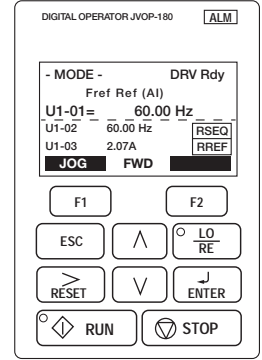 DIGITAL OPERATOR JVOP-180 ALM
- MODE - DRV Rdy
Fref Ref (AI)
U1-01= 60.00 Hz
U1-02 60.00 Hz RSEQ
U1-03 2.07A RREF
JOG FWD
F1 F2
ESC LO
RE
RESET ENTER
RUN STOP